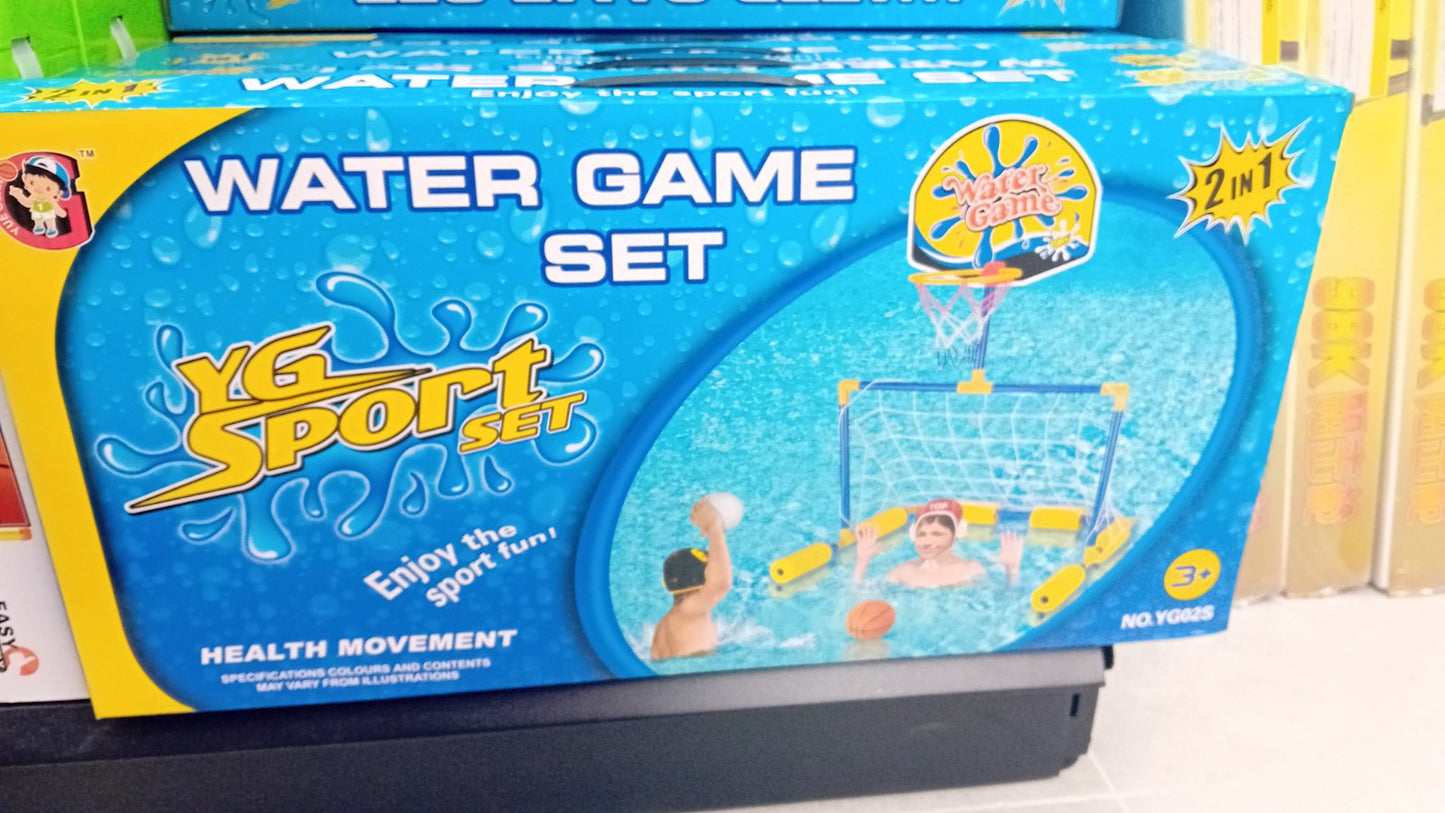 WATER GAME SET
Enjoy the sport fun!
2 IN 1
TM
WATER GAME
SET
Water
Game
2 IN 1
YG
Sport
SET
Enjoy the
sport fun!
TOP
HEALTH MOVEMENT
SPECIFICATIONS COLOURS AND CONTENTS
MAY VARY FROM ILLUSTRATIONS
3+
NO.YG02S
EASY